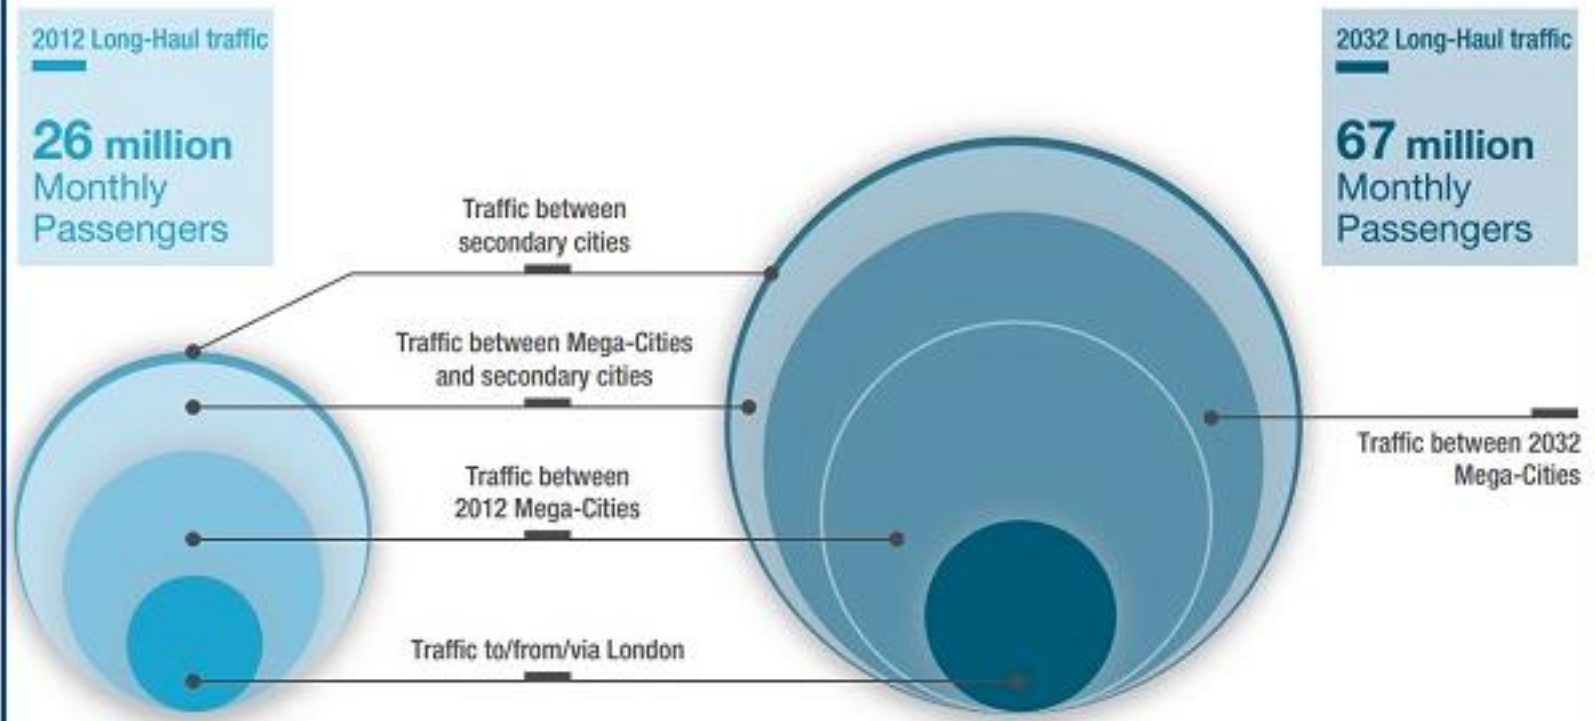 2012 Long-Haul traffic
26 million
Monthly
Passengers
2032 Long-Haul traffic
67 million
Monthly
Passengers
Traffic between
secondary cities
Traffic between Mega-Cities
and secondary cities
Traffic between
2012 Mega-Cities
Traffic between 2032
Mega-Cities
Traffic to/from/via London